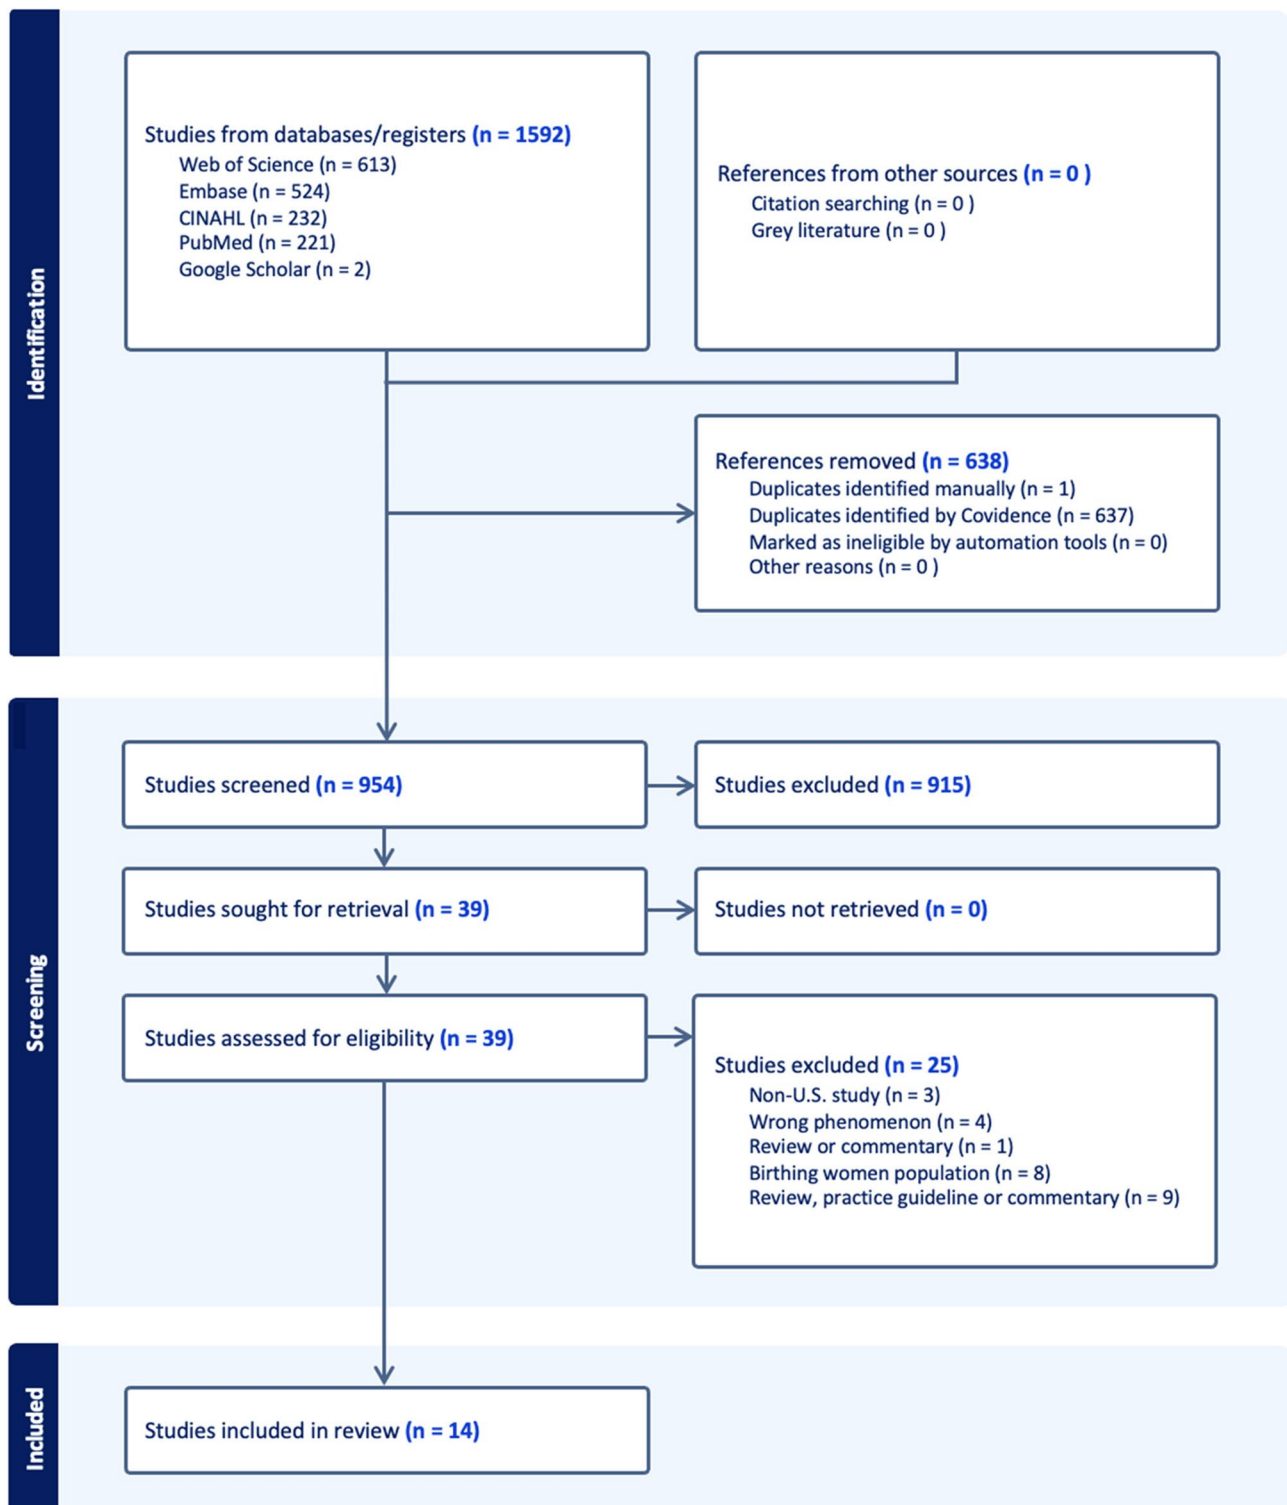 Identification
Studies from databases/registers (n = 1592)
Web of Science (n = 613)
Embase (n = 524)
CINAHL (n = 232)
PubMed (n = 221)
Google Scholar (n = 2)
References from other sources (n = 0 )
Citation searching (n = 0 )
Grey literature (n = 0 )
References removed (n = 638)
Duplicates identified manually (n = 1)
Duplicates identified by Covidence (n = 637)
Marked as ineligible by automation tools (n = 0)
Other reasons (n = 0 )
Screening
Studies screened (n = 954)
Studies excluded (n = 915)
Studies sought for retrieval (n = 39)
Studies not retrieved (n = 0)
Studies assessed for eligibility (n = 39)
Studies excluded (n = 25)
Non-U.S. study (n = 3)
Wrong phenomenon (n = 4)
Review or commentary (n = 1)
Birthing women population (n = 8)
Review, practice guideline or commentary (n = 9)
Included
Studies included in review (n = 14)